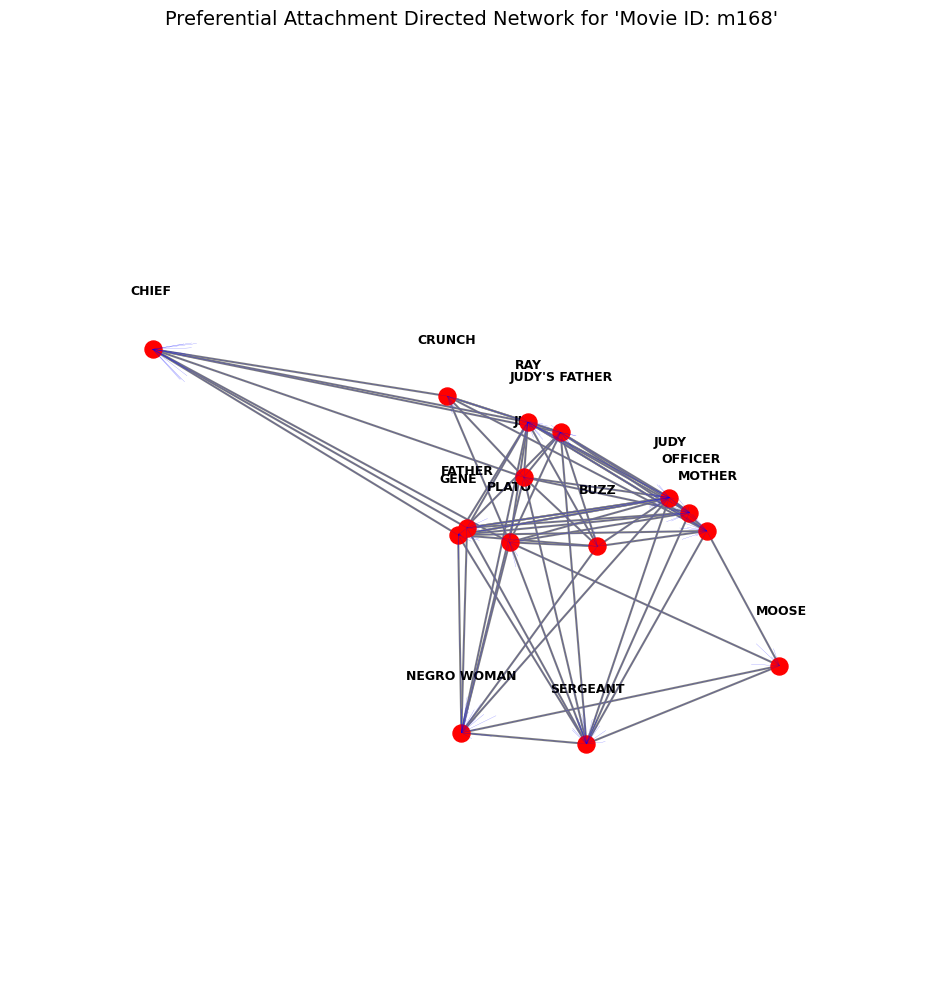 Preferential Attachment Directed Network for 'Movie ID: m168'
CHIEF
CRUNCH
RAY
JUDY'S FATHER
JUDY
OFFICER
FATHER
MOTHER
GENE
PLATO
BUZZ
MOOSE
NEGRO WOMAN
SERGEANT